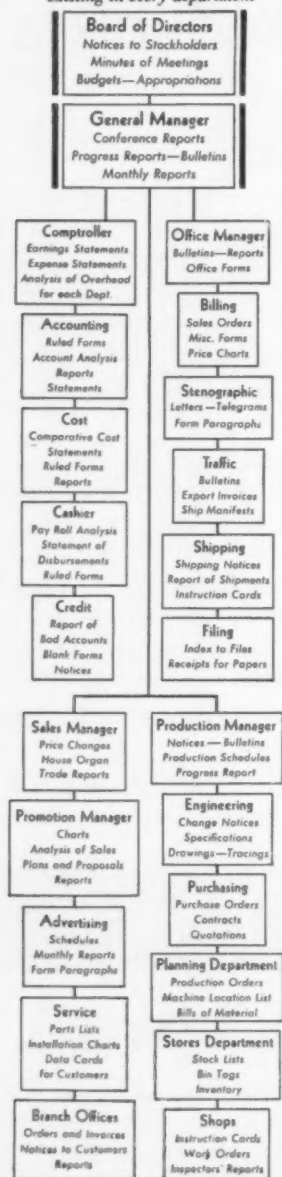 Board of Directors
Notices to Stockholders
Minutes of Meetings
Budgets—Appropriations
General Manager
Conference Reports
Progress Reports—Bulletins
Monthly Reports
Comptroller
Earnings Statements
Expense Statements
Analysis of Overhead
for each Dept.
Accounting
Ruled Forms
Account Analysis
Reports
Statements
Cost
Comparative Cost
Statements
Ruled Forms
Reports
Cashier
Pay Roll Analysis
Statement of
Disbursements
Ruled Forms
Credit
Report of
Bad Accounts
Blank Forms
Notices
Office Manager
Bulletins—Reports
Office Forms
Billing
Sales Orders
Misc. Forms
Price Charts
Stenographic
Letters—Telegrams
Form Paragraphs
Traffic
Bulletins
Export Invoices
Ship Manifests
Shipping
Shipping Notices
Report of Shipments
Instruction Cards
Filing
Index to Files
Receipts for Papers
Sales Manager
Price Changes
House Organ
Trade Reports
Promotion Manager
Charts
Analysis of Sales
Plans and Proposals
Reports
Advertising
Schedules
Monthly Reports
Form Paragraphs
Service
Parts Lists
Installation Charts
Data Cards
For Customers
Branch Offices
Orders and Invoices
Notices to Customers
Reports
Production Manager
Notices — Bulletins
Production Schedules
Progress Report
Engineering
Change Notices
Specifications
Drawings—Tracings
Purchasing
Purchase Orders
Contracts
Quotations
Planning Department
Production Orders
Machine Location List
Bills of Material
Stores Department
Stock Lists
Bin Tags
Inventory
Shops
Instruction Cards
Work Orders
Inspectors' Reports